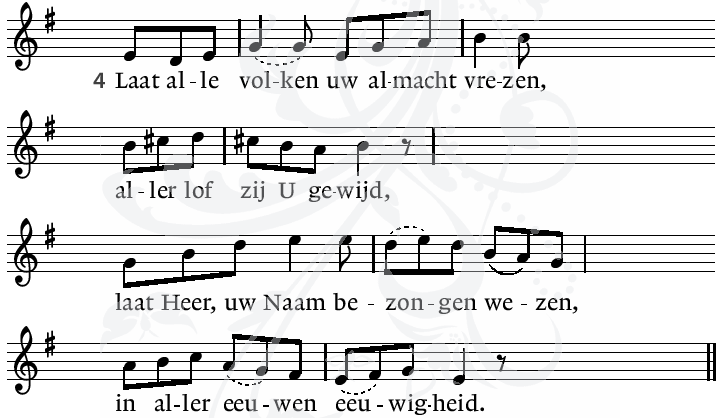 4 Laat al-le vol-ken uw al-macht vre-zen,
al-ler lof zij U ge-wijd,
laat Heer, uw Naam be-zon-gen we-zen,
in al-ler eeu-wen eeu-wig-heid.